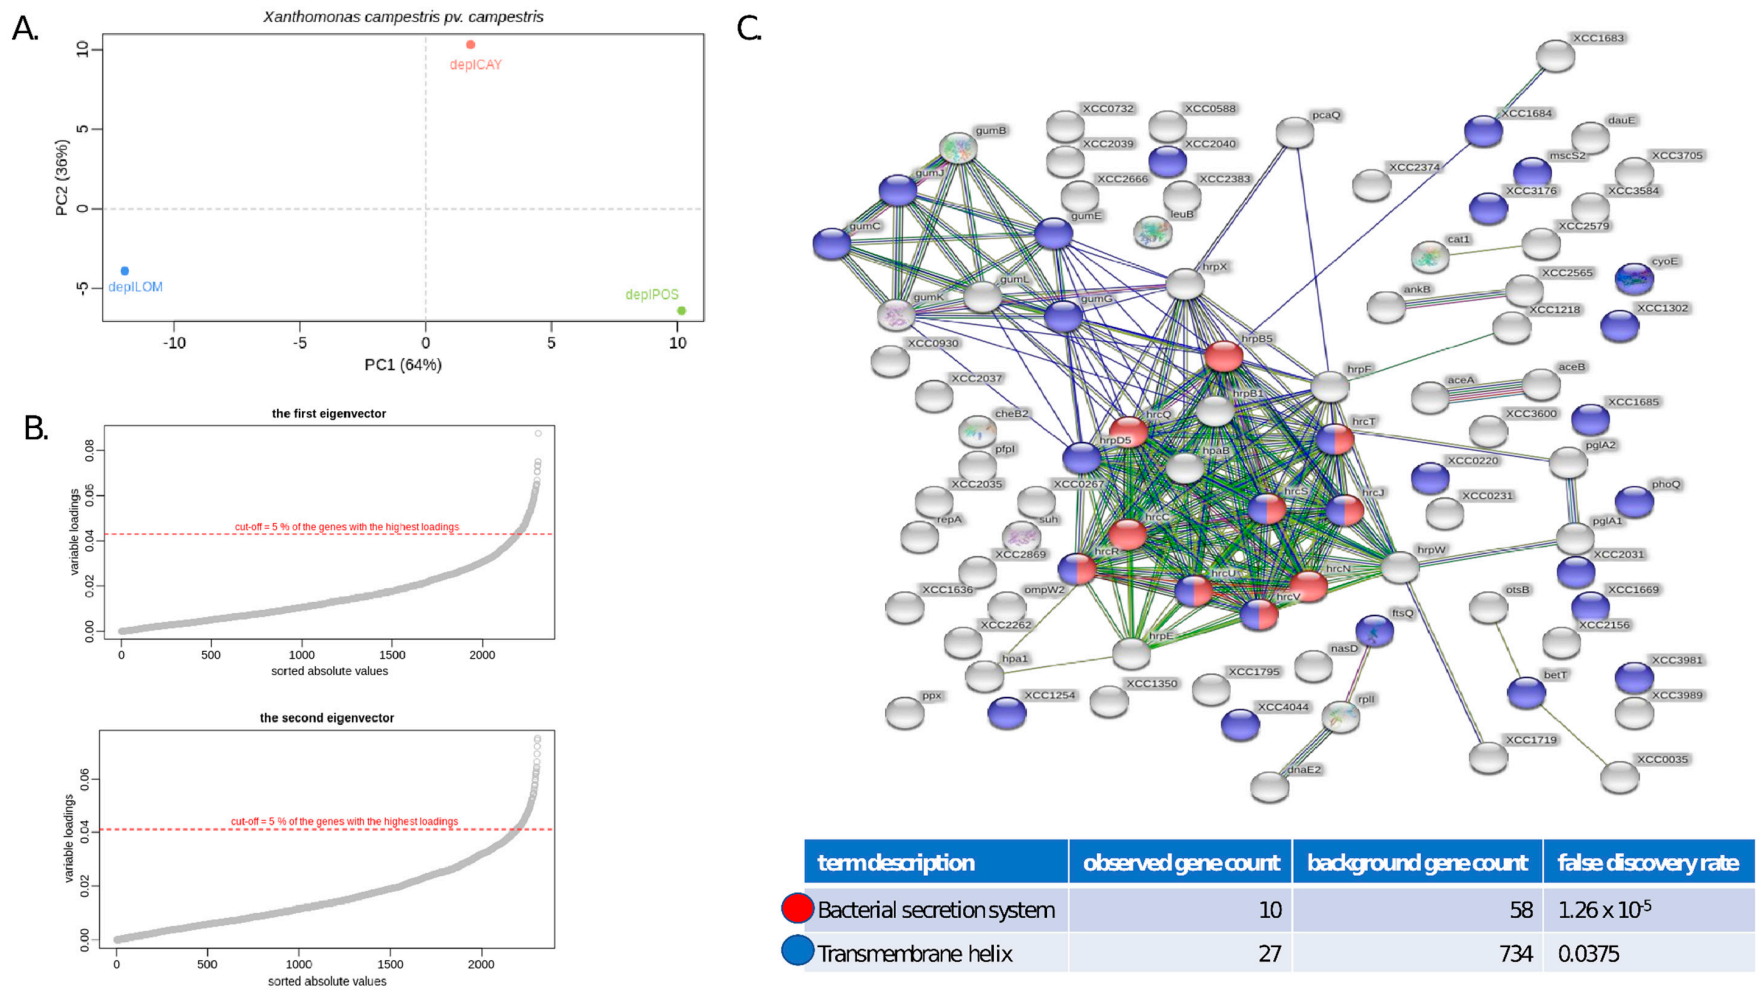 A.
Xanthomonas campestris pv. campestris
10
5
0
-5
PC2 (36%)
deplCAY
deplLOM
deplPOS
-10
-5
0
5
10
PC1 (64%)
B.
the first eigenvector
0.08
0.06
0.04
0.02
0.00
variable loadings
cut-off = 5 % of the genes with the highest loadings
0
500
1000
1500
2000
sorted absolute values
the second eigenvector
0.06
0.04
0.02
0.00
variable loadings
cut-off = 5 % of the genes with the highest loadings
0
500
1000
1500
2000
sorted absolute values
C.
XCC1683
XCC0732
XCC0588
pcaQ
XCC1684
dauE
gumB
XCC2039
XCC2040
mscS2
XCC3705
XCC2374
gumJ
XCC2666
XCC2383
XCC3176
XCC3584
gumC
gumE
leuB
XCC2579
cat1
hrpX
cyoE
gumL
XCC2565
ankB
gumK
gumG
XCC1218
XCC1302
XCC0930
hrpB5
hrpF
aceA
aceB
XCC2037
hrpB1
cheB2
hrcQ
hrcT
XCC3600
XCC1685
pfpI
hrpD5
hpaB
pglA2
XCC2035
XCC0267
XCC0220
phoQ
repA
suh
hrcS
hrcJ
XCC0231
hrcC
pglA1
XCC2869
hrcR
hrpW
XCC2031
XCC1636
ompW2
hrcU
hrcN
otsB
XCC1669
XCC2262
hrcV
ftsQ
XCC2156
hrpE
nasD
hpa1
XCC1795
XCC3981
betT
ppx
XCC1254
XCC1350
XCC4044
rplI
XCC3989
XCC1719
XCC0035
dnaE2
term description observed gene count background gene count false discovery rate
Bacterial secretion system 10 58 1.26 x 10-5
Transmembrane helix 27 734 0.0375